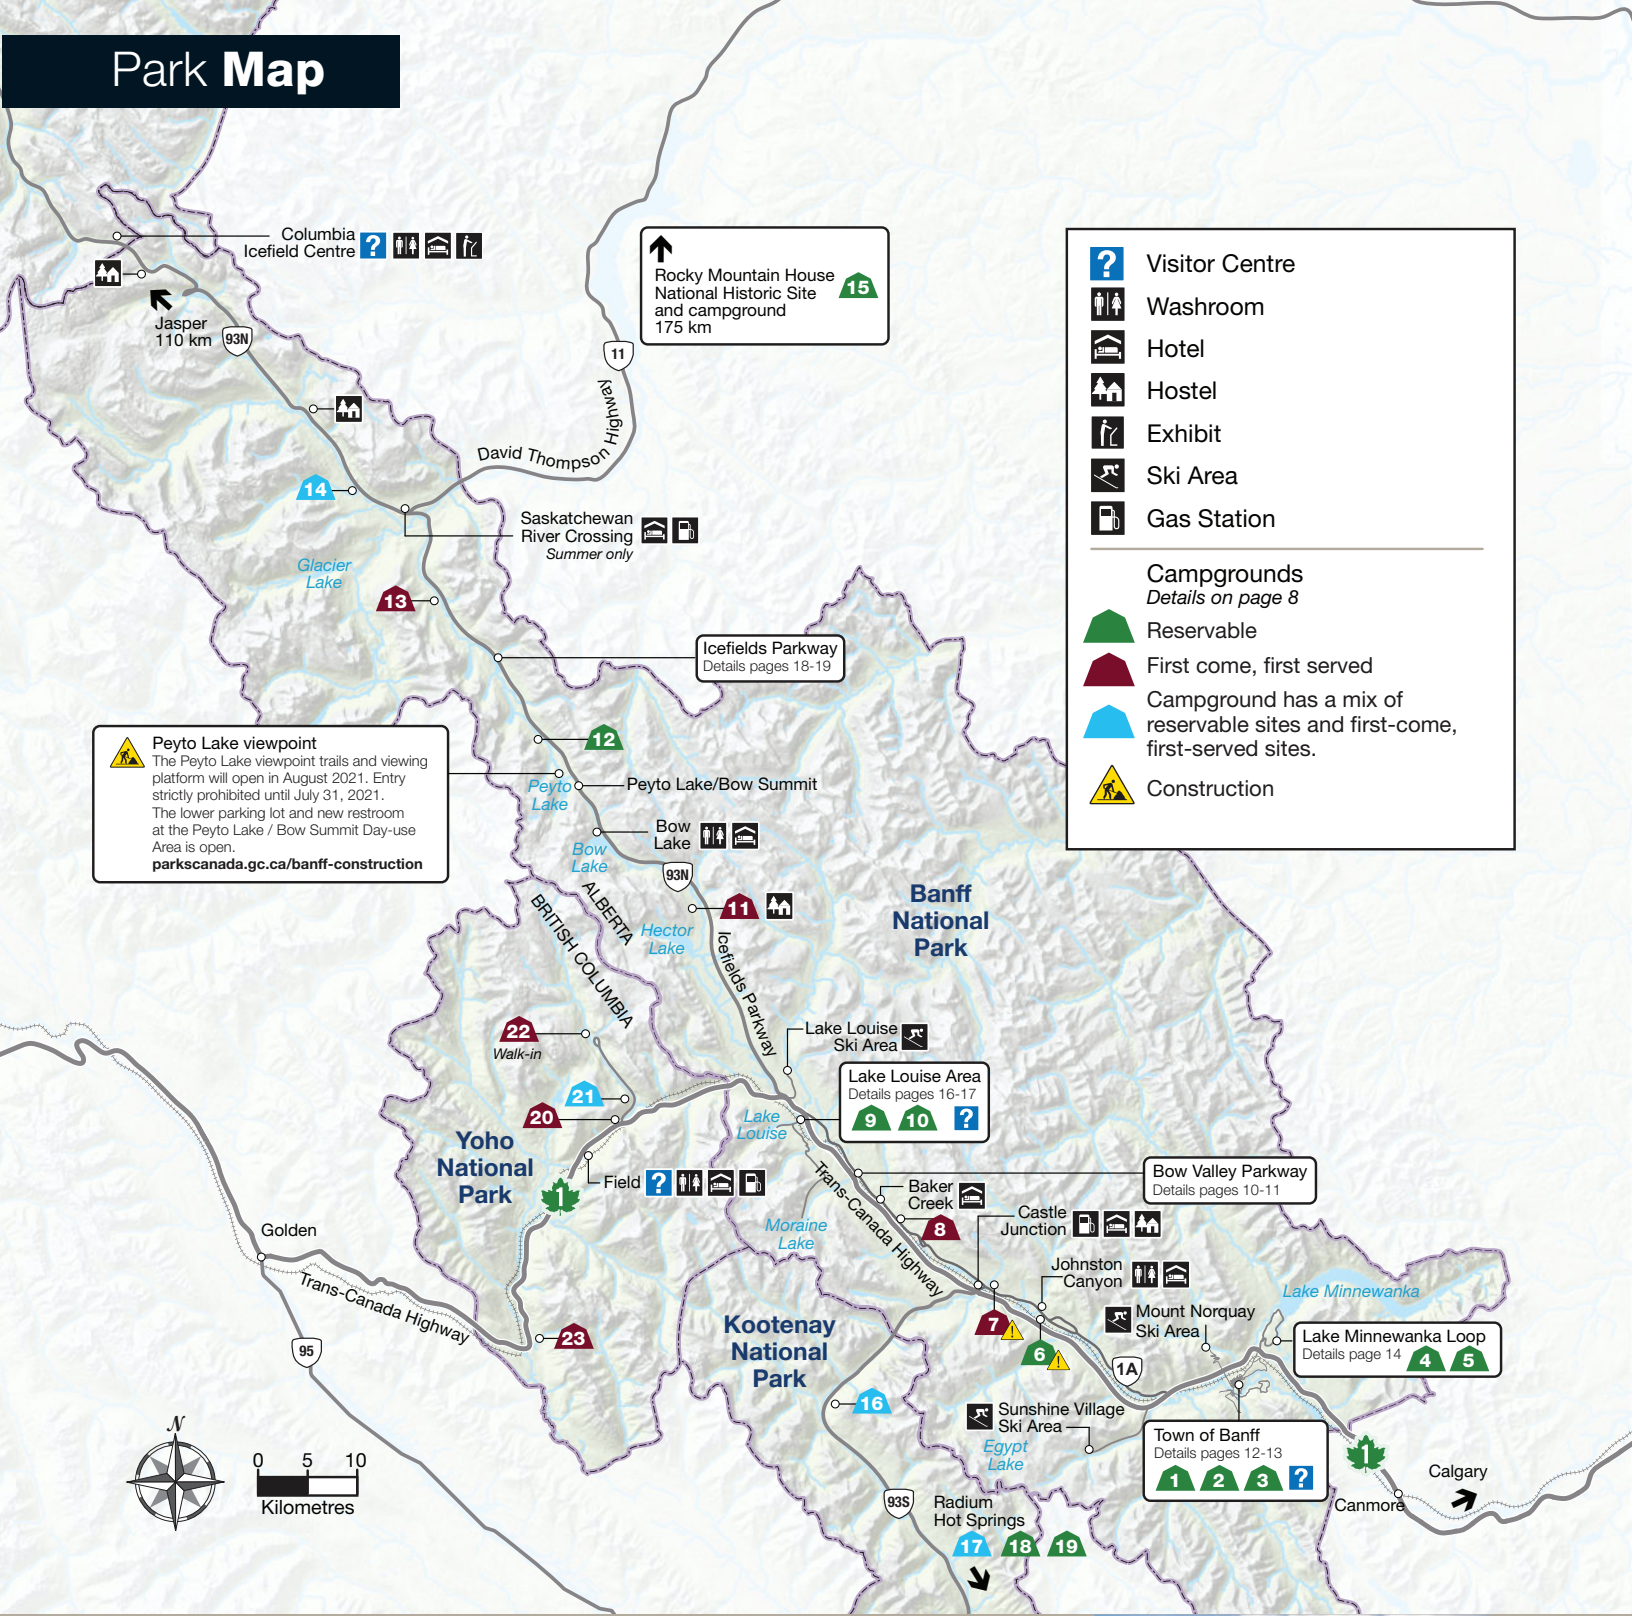 Park Map
Columbia
Icefield Centre
?
Jasper
110 km
93N
Rocky Mountain House
National Historic Site
and campground
175 km
15
11
David Thompson Highway
14
Saskatchewan
River Crossing
Summer only
Glacier
Lake
13
Icefields Parkway
Details pages 18-19
12
Peyto Lake viewpoint
The Peyto Lake viewpoint trails and viewing
platform will open in August 2021. Entry
strictly prohibited until July 31, 2021.
The lower parking lot and new restroom
at the Peyto Lake / Bow Summit Day-use
Area is open.
parkscanada.gc.ca/banff-construction
Peyto
Lake
Peyto Lake/Bow Summit
Bow
Lake
Bow
Lake
93N
ALBERTA
BRITISH COLUMBIA
11
Hector
Lake
Icefields Parkway
Banff
National
Park
?
Visitor Centre
Washroom
Hotel
Hostel
Exhibit
Ski Area
Gas Station
Campgrounds
Details on page 8
Reservable
First come, first served
Campground has a mix of
reservable sites and first-come,
first-served sites.
Construction
22
Walk-in
21
20
Lake Louise
Ski Area
Lake Louise Area
Details pages 16-17
9
10
?
Lake
Louise
Yoho
National
Park
1
Field
?
Trans-Canada Highway
Bow Valley Parkway
Details pages 10-11
Baker
Creek
8
Castle
Junction
Moraine
Lake
Johnston
Canyon
Lake Minnewanka
Golden
Trans-Canada Highway
95
23
Kootenay
National
Park
7
!
6
!
Mount Norquay
Ski Area
Lake Minnewanka Loop
Details page 14
4
5
1A
16
Sunshine Village
Ski Area
Egypt
Lake
Town of Banff
Details pages 12-13
1
2
3
?
1
Calgary
Canmore
N
0
5
10
Kilometres
93S
Radium
Hot Springs
17
18
19